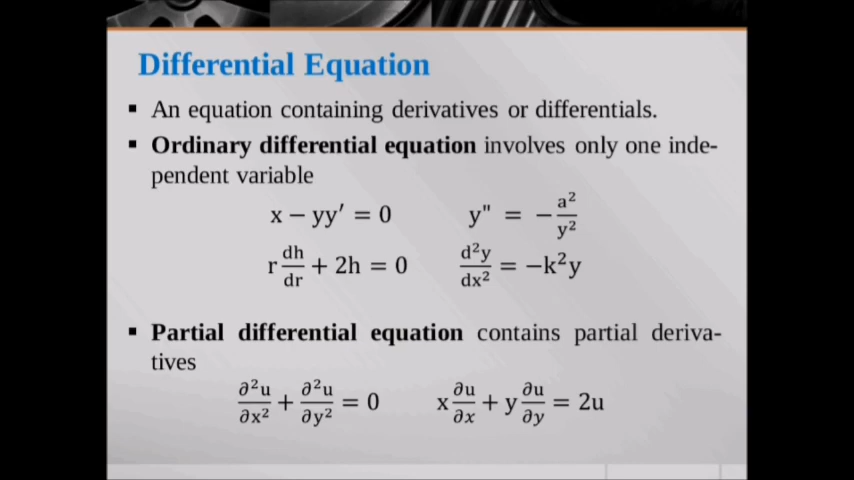 Differential Equation
▪ An equation containing derivatives or differentials.
▪ Ordinary differential equation involves only one inde-
pendent variable
x − yy′ = 0    y" = −a²/y²
r dh/dr + 2h = 0    d²y/dx² = −k²y
▪ Partial differential equation contains partial deriva-
tives
∂²u/∂x² + ∂²u/∂y² = 0    x ∂u/∂x + y ∂u/∂y = 2u